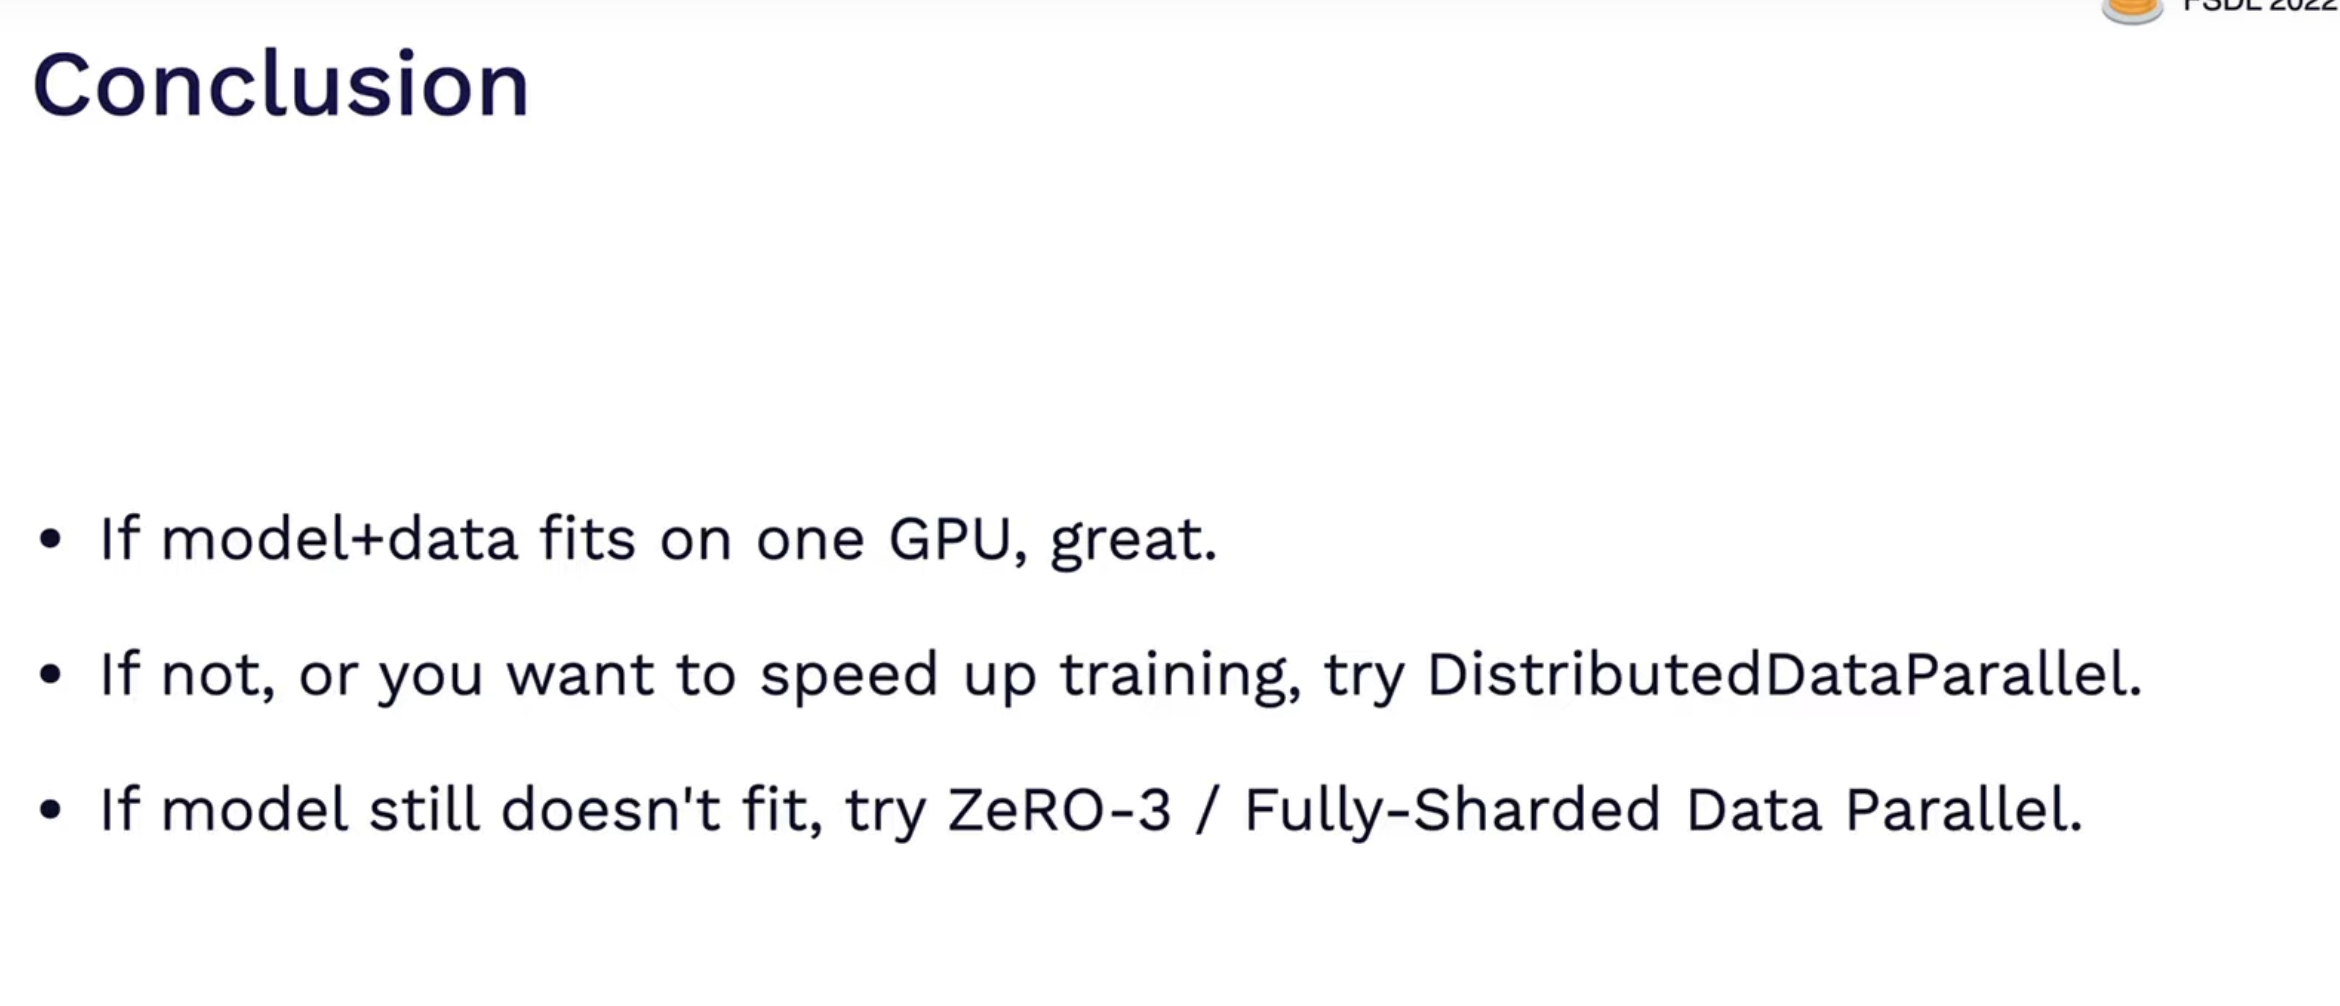 FSDL 2022
Conclusion
• If model+data fits on one GPU, great.
• If not, or you want to speed up training, try DistributedDataParallel.
• If model still doesn't fit, try ZeRO-3 / Fully-Sharded Data Parallel.